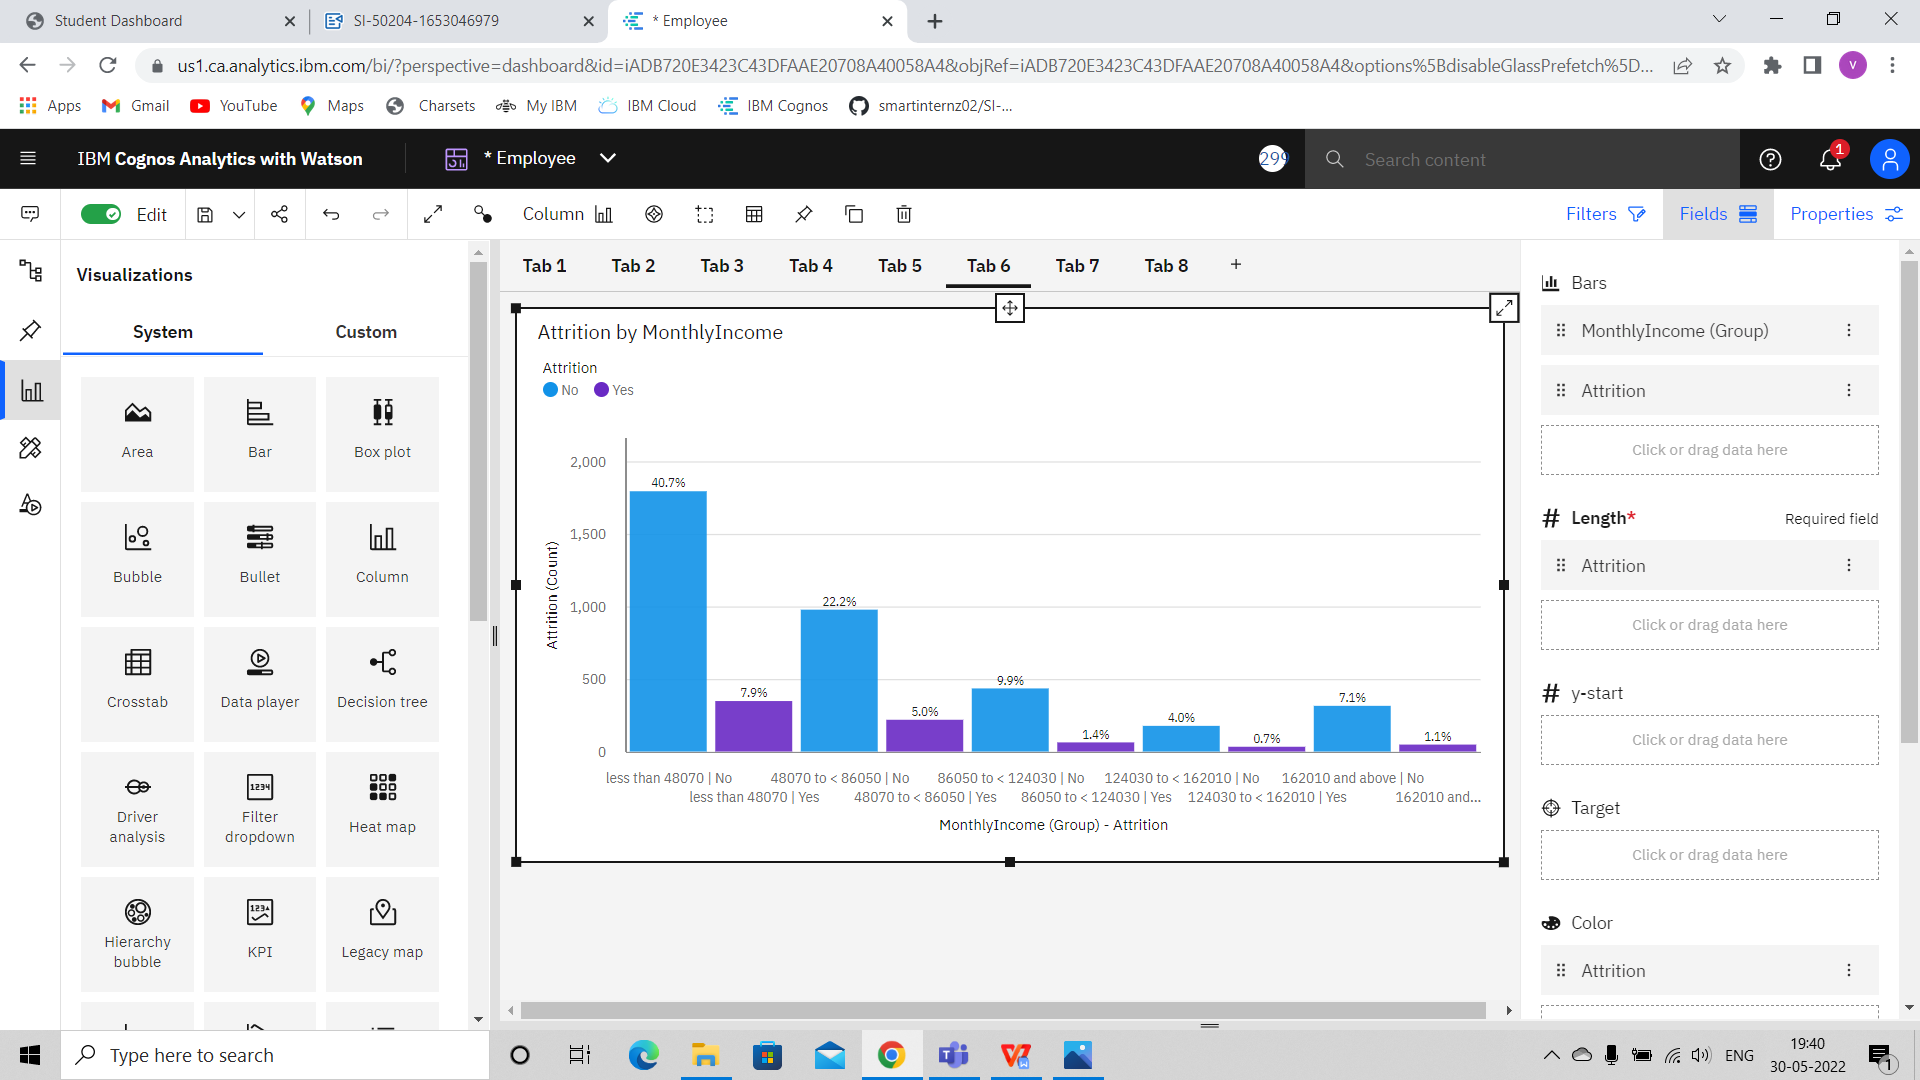 Student Dashboard
SI-50204-1653046979
* Employee
us1.ca.analytics.ibm.com/bi/?perspective=dashboard&id=iADB720E3423C43DFAAE20708A40058A4&objRef=iADB720E3423C43DFAAE20708A40058A4&options%5BdisableGlassPrefetch%5D...
V
Apps
Gmail
YouTube
Maps
Charsets
My IBM
IBM Cloud
IBM Cognos
smartinternz02/SI-...
IBM Cognos Analytics with Watson
* Employee
299
Search content
1
Edit
Column
Filters
Fields
Properties
Visualizations
System
Custom
Area
Bar
Box plot
Bubble
Bullet
Column
Crosstab
Data player
Decision tree
Driver
analysis
Filter
dropdown
Heat map
Hierarchy
bubble
KPI
Legacy map
Tab 1
Tab 2
Tab 3
Tab 4
Tab 5
Tab 6
Tab 7
Tab 8
+
Attrition by MonthlyIncome
Attrition
No
Yes
Attrition (Count)
2,000
1,500
1,000
500
0
40.7%
7.9%
22.2%
5.0%
9.9%
1.4%
4.0%
0.7%
7.1%
1.1%
less than 48070 | No
48070 to < 86050 | No
86050 to < 124030 | No
124030 to < 162010 | No
162010 and above | No
less than 48070 | Yes
48070 to < 86050 | Yes
86050 to < 124030 | Yes
124030 to < 162010 | Yes
162010 and...
MonthlyIncome (Group) - Attrition
Bars
MonthlyIncome (Group)
Attrition
Click or drag data here
# Length*
Required field
Attrition
Click or drag data here
# y-start
Click or drag data here
Target
Click or drag data here
Color
Attrition
Type here to search
ENG
19:40
30-05-2022
1